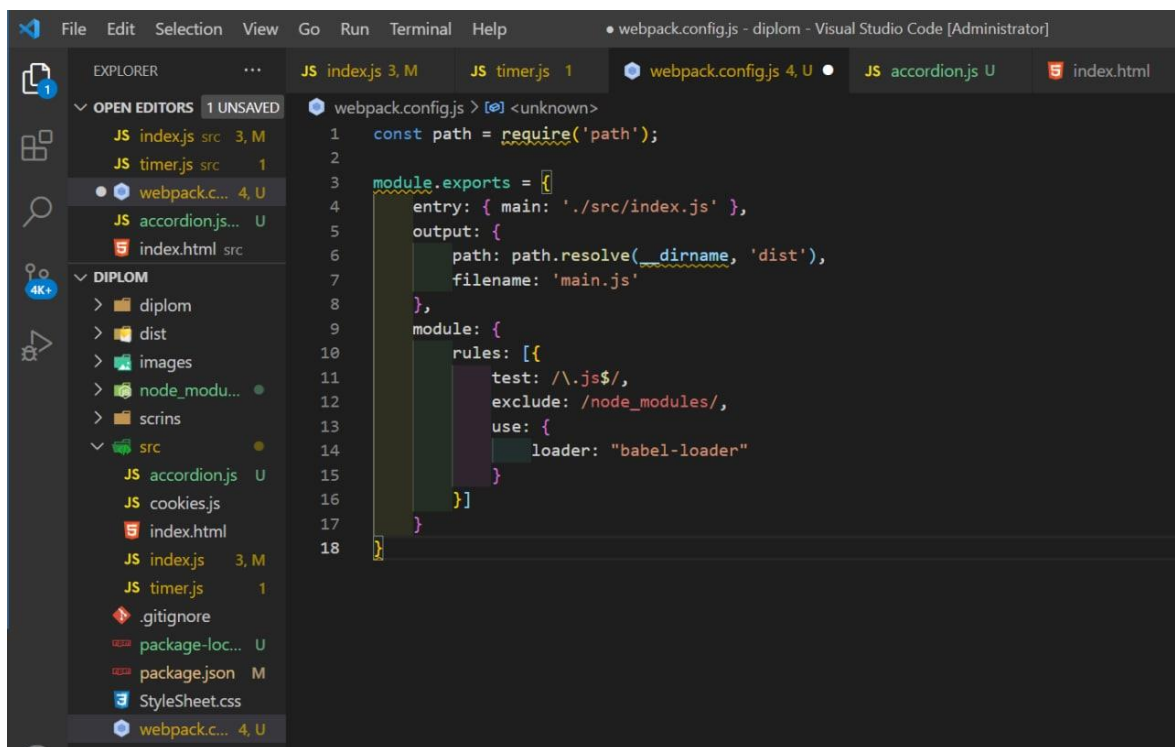 File Edit Selection View Go Run Terminal Help ● webpack.config.js - diplom - Visual Studio Code [Administrator]
EXPLORER ...
JS index.js 3, M JS timer.js 1 webpack.config.js 4, U ● JS accordion.js U index.html
1
OPEN EDITORS 1 UNSAVED
JS index.js src 3, M
JS timer.js src 1
● webpack.c... 4, U
JS accordion.js... U
index.html src
4K+
DIPLOM
> diplom
> dist
> images
> node_modu... ●
> scrins
src ●
JS accordion.js U
JS cookies.js
index.html
JS index.js 3, M
JS timer.js 1
.gitignore
package-loc... U
package.json M
StyleSheet.css
webpack.c... 4, U
webpack.config.js > <unknown>
1 const path = require('path');
2
3 module.exports = {
4     entry: { main: './src/index.js' },
5     output: {
6         path: path.resolve(__dirname, 'dist'),
7         filename: 'main.js'
8     },
9     module: {
10         rules: [{
11             test: /\.js$/,
12             exclude: /node_modules/,
13             use: {
14                 loader: "babel-loader"
15             }
16         }]
17     }
18 }